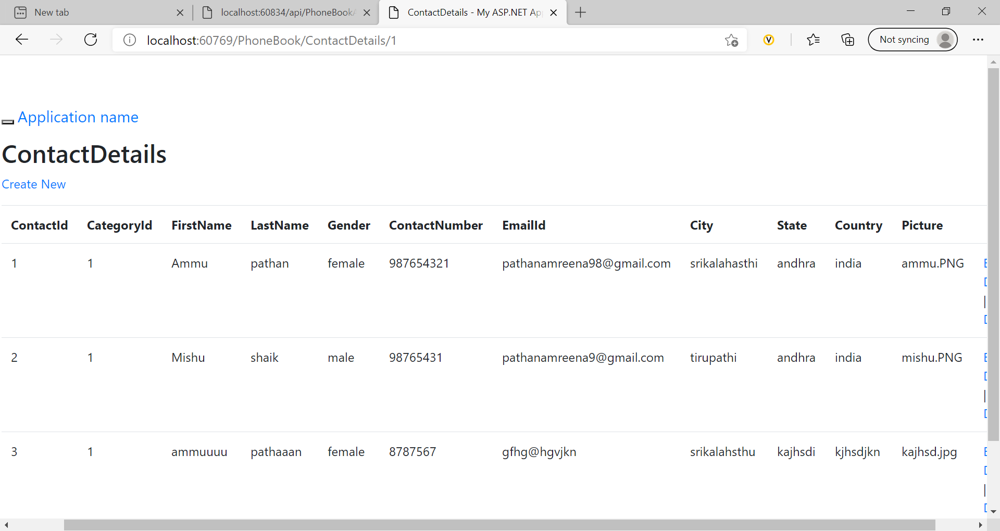 New tab
localhost:60834/api/PhoneBook
ContactDetails - My ASP.NET Ap
localhost:60769/PhoneBook/ContactDetails/1
Not syncing
Application name
ContactDetails
Create New
ContactId CategoryId FirstName LastName Gender ContactNumber EmailId City State Country Picture
1 1 Ammu pathan female 987654321 pathanamreena98@gmail.com srikalahasthi andhra india ammu.PNG
|
2 1 Mishu shaik male 98765431 pathanamreena9@gmail.com tirupathi andhra india mishu.PNG
|
3 1 ammuuuu pathaaan female 8787567 gfhg@hgvjkn srikalahsthu kajhsdi kjhsdjkn kajhsd.jpg
|